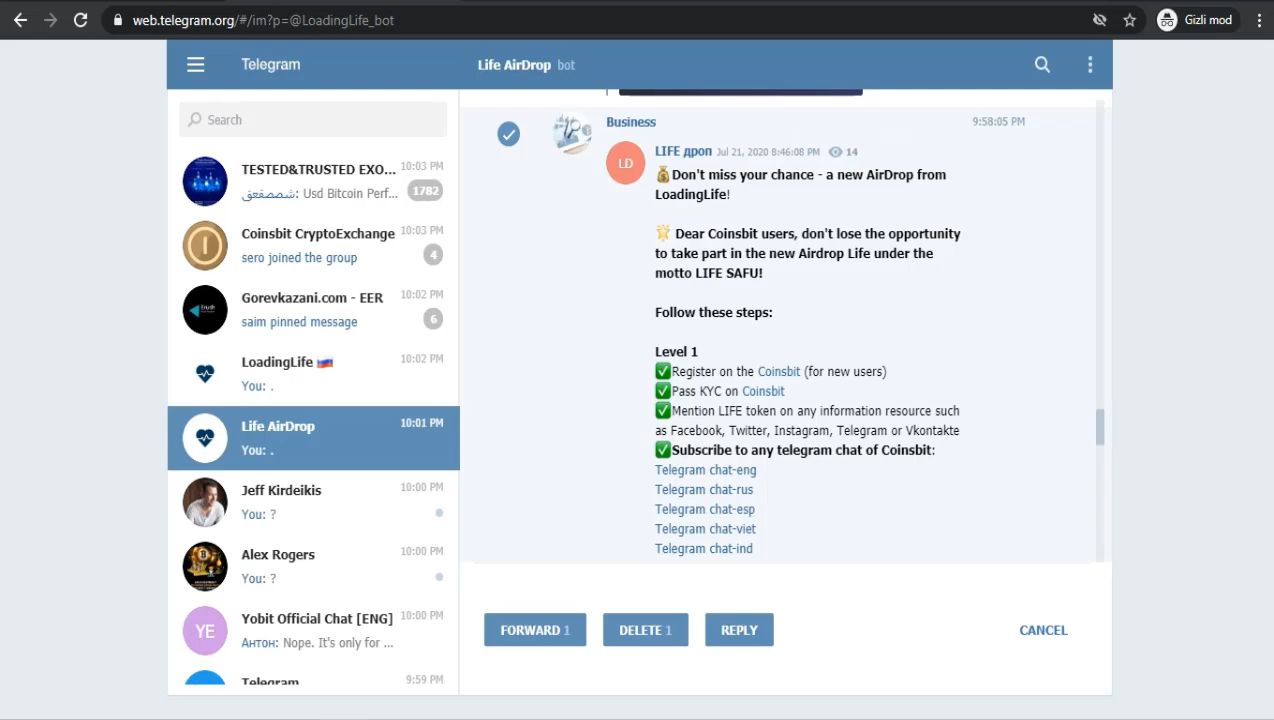 web.telegram.org/#/im?p=@LoadingLife_bot
Gizli mod
Telegram
Life AirDrop bot
Search
TESTED&TRUSTED EXO... 10:03 PM
شمصفعق: Usd Bitcoin Perf... 1782
Coinsbit CryptoExchange 10:03 PM
sero joined the group 4
Gorevkazani.com - EER 10:02 PM
saim pinned message 6
LoadingLife 🇷🇺 10:02 PM
You: .
Life AirDrop 10:01 PM
You: .
Jeff Kirdeikis 10:00 PM
You: ?
Alex Rogers 10:00 PM
You: ?
YE
Yobit Official Chat [ENG] 10:00 PM
Антон: Nope. It's only for ...
Telegram 9:59 PM
Business 9:58:05 PM
LD
LIFE дроп Jul 21, 2020 8:46:08 PM 14
💰Don't miss your chance - a new AirDrop from
LoadingLife!
🌟 Dear Coinsbit users, don't lose the opportunity
to take part in the new Airdrop Life under the
motto LIFE SAFU!
Follow these steps:
Level 1
✅Register on the Coinsbit (for new users)
✅Pass KYC on Coinsbit
✅Mention LIFE token on any information resource such
as Facebook, Twitter, Instagram, Telegram or Vkontakte
✅Subscribe to any telegram chat of Coinsbit:
Telegram chat-eng
Telegram chat-rus
Telegram chat-esp
Telegram chat-viet
Telegram chat-ind
FORWARD 1
DELETE 1
REPLY
CANCEL